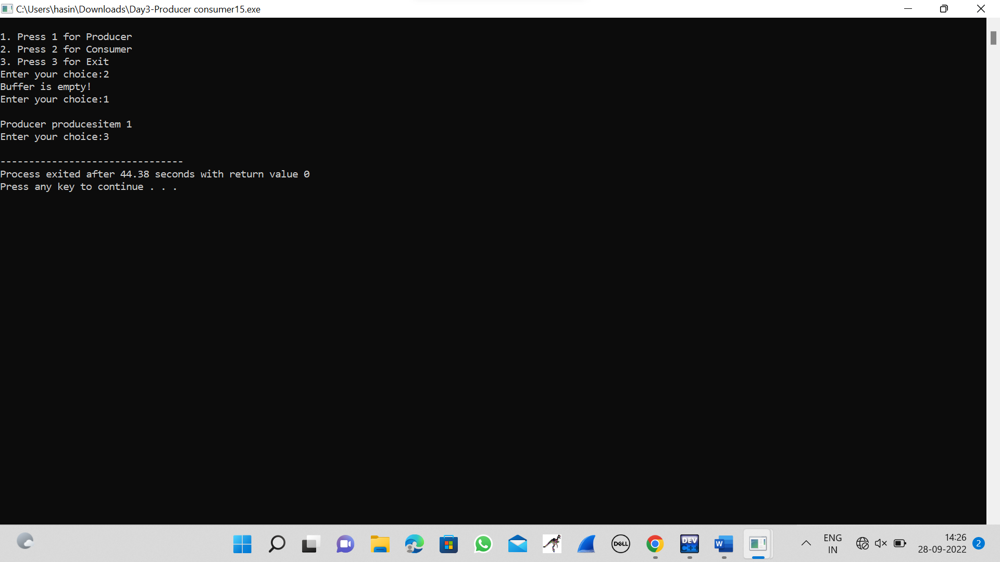 C:\Users\hasin\Downloads\Day3-Producer consumer15.exe
1. Press 1 for Producer
2. Press 2 for Consumer
3. Press 3 for Exit
Enter your choice:2
Buffer is empty!
Enter your choice:1
Producer producesitem 1
Enter your choice:3
--------------------------------
Process exited after 44.38 seconds with return value 0
Press any key to continue . . .
DELL
DEV
C++
W
ENG
IN
14:26
28-09-2022
2